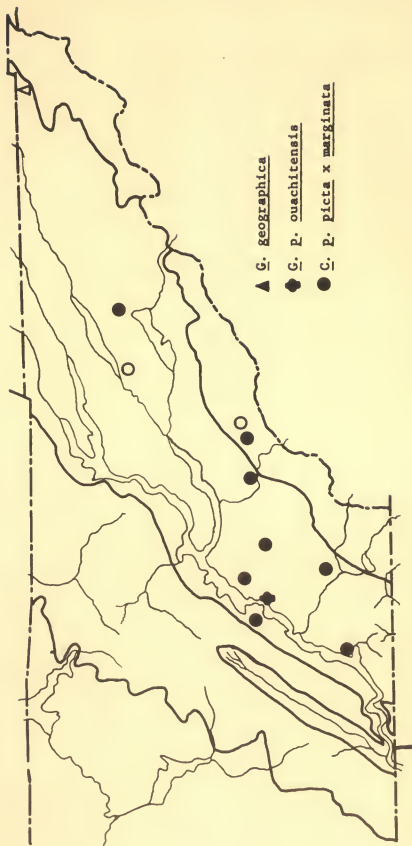 G. geographica
G. p. ouachitensis
C. p. picta x marginata